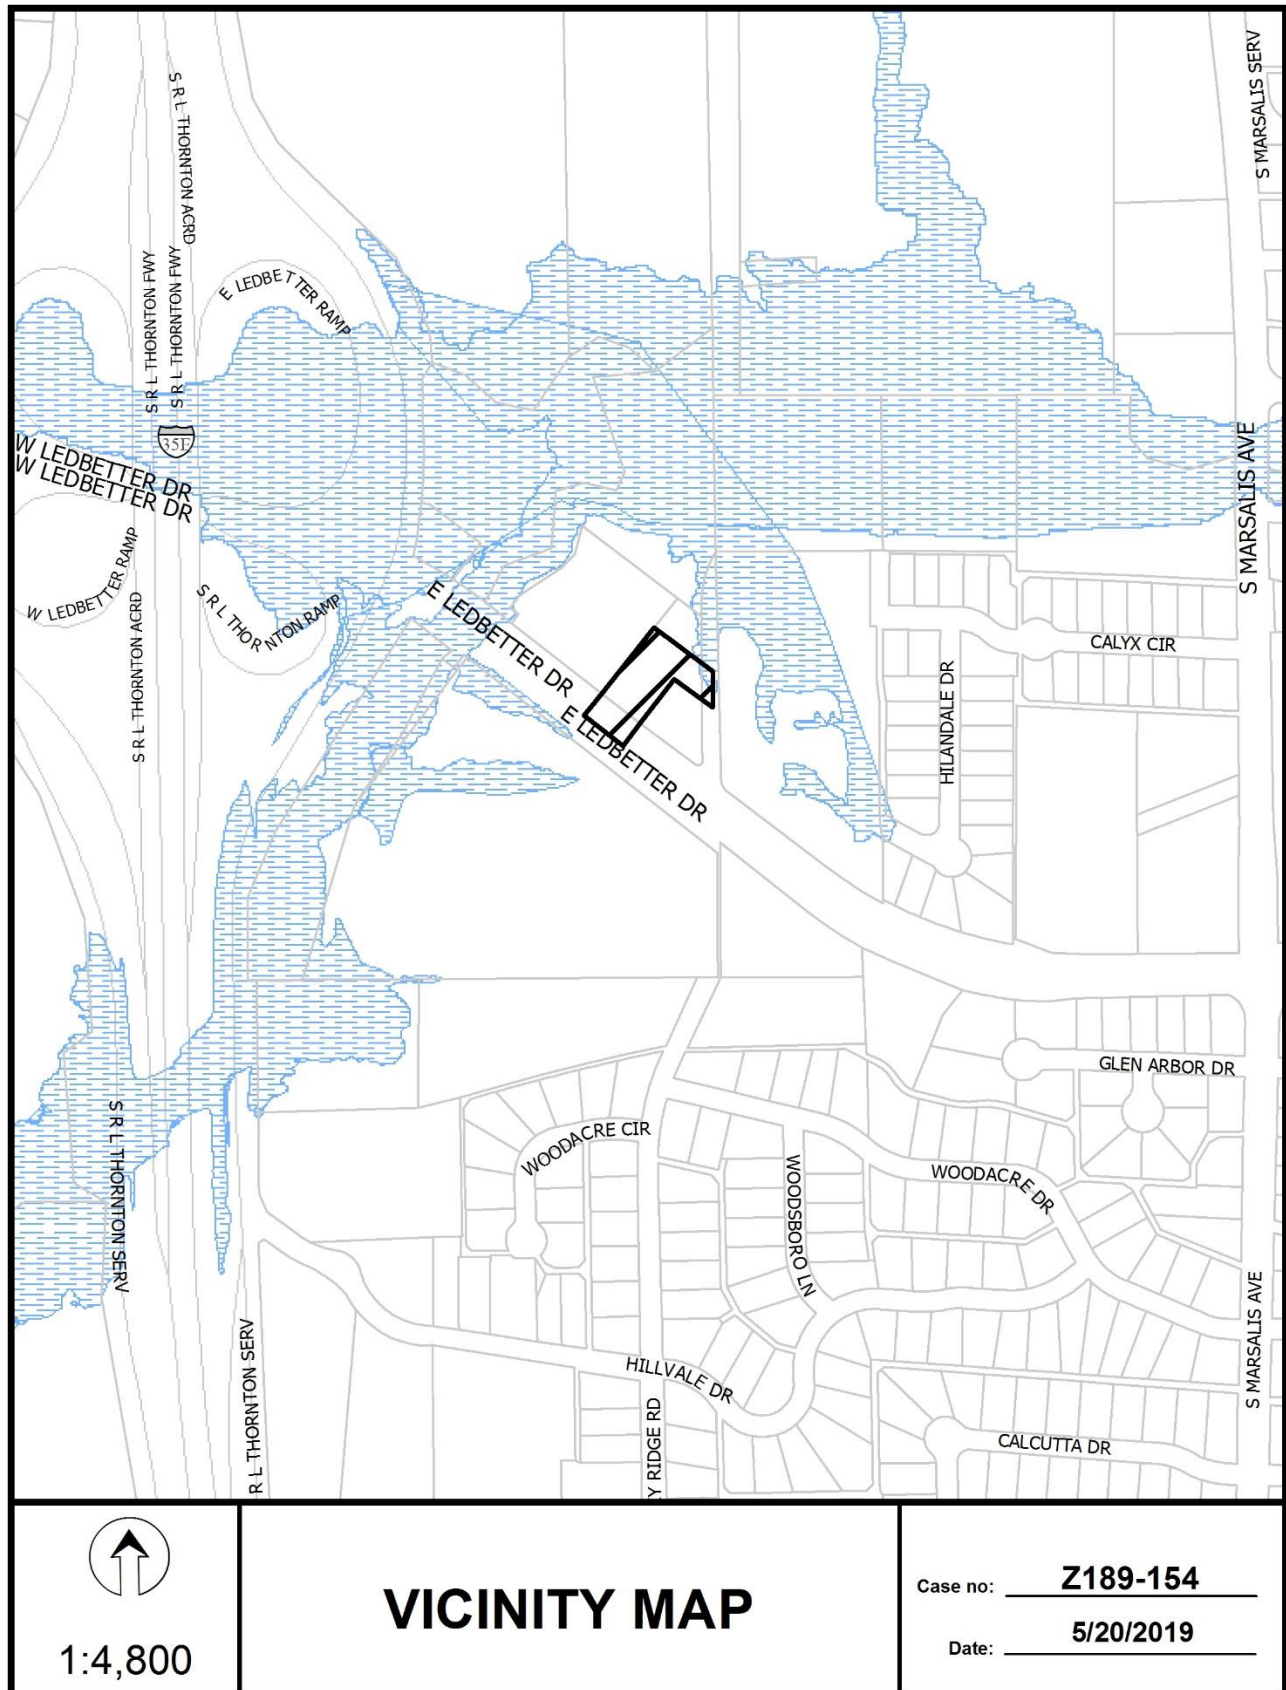 S MARSALIS SERV
S R L THORNTON ACRD
S R L THORNTON FWY
S R L THORNTON FWY
E LEDBETTER RAMP
35E
W LEDBETTER DR
W LEDBETTER DR
S MARSALIS AVE
W LEDBETTER RAMP
S R L THORNTON RAMP
S R L THORNTON ACRD
E LEDBETTER DR
E LEDBETTER DR
CALYX CIR
HILANDALE DR
GLEN ARBOR DR
S R L THORNTON SERV
WOODACRE CIR
WOODSBORO LN
WOODACRE DR
S MARSALIS AVE
R L THORNTON SERV
HILLVALE DR
Y RIDGE RD
CALCUTTA DR
1:4,800
VICINITY MAP
Case no: Z189-154
Date: 5/20/2019